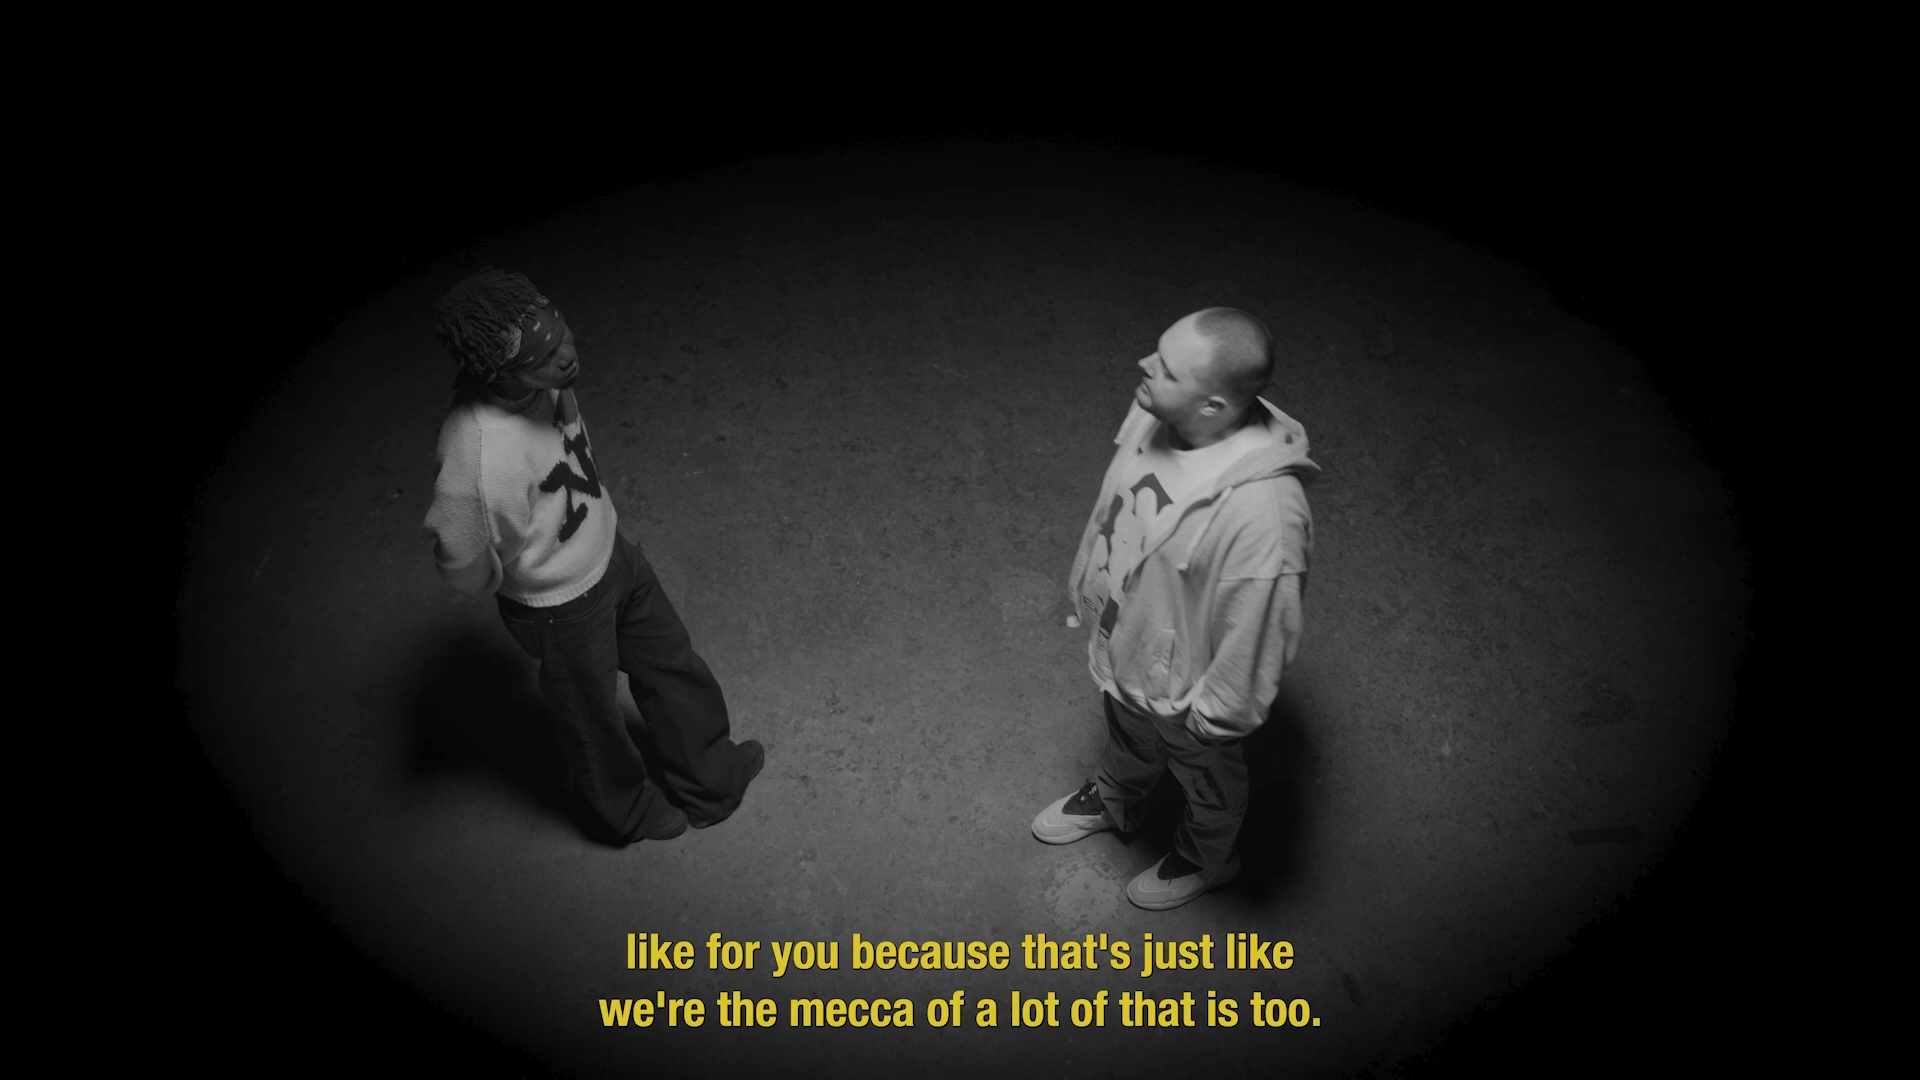 like for you because that's just like
we're the mecca of a lot of that is too.